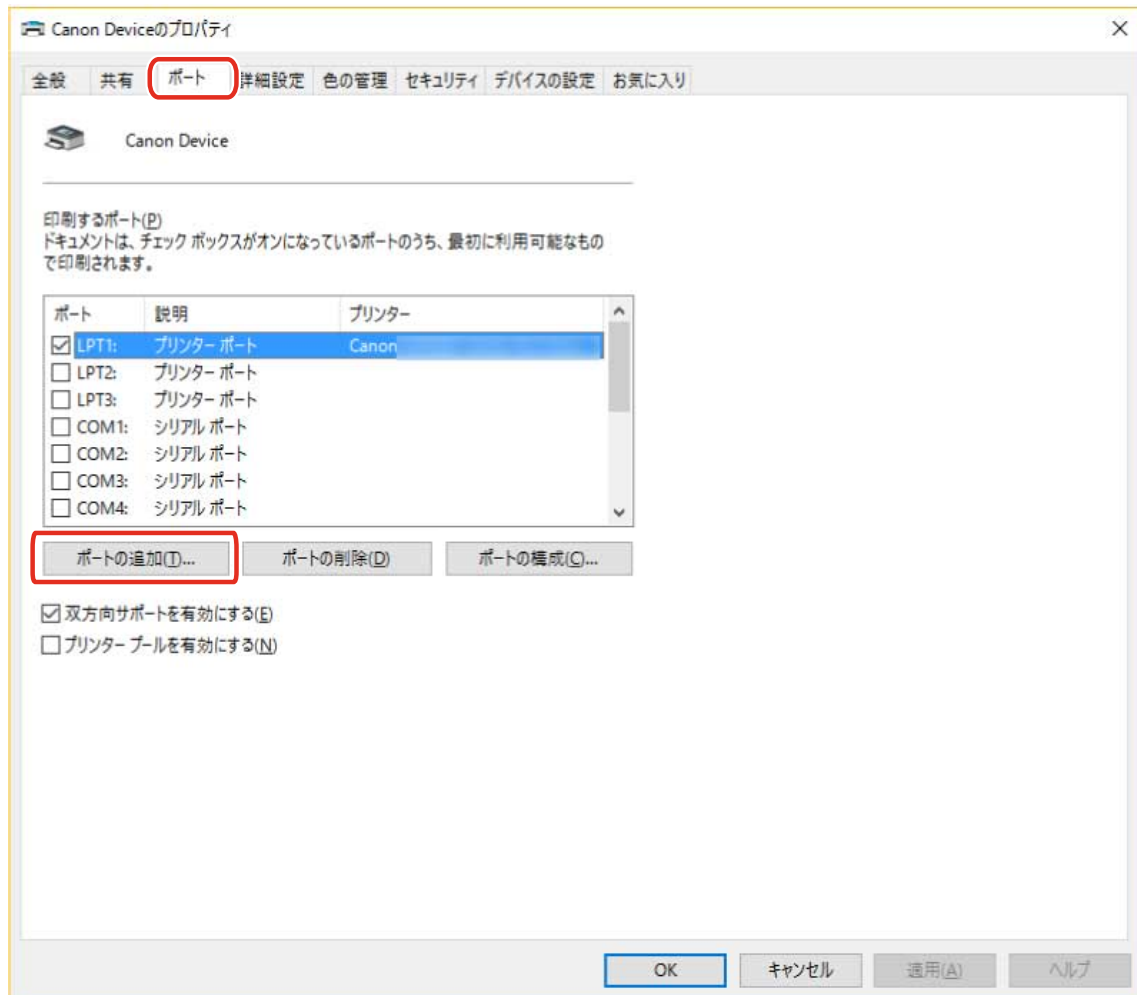 Canon Deviceのプロパティ
全般 共有 ポート 詳細設定 色の管理 セキュリティ デバイスの設定 お気に入り
Canon Device
印刷するポート(P)
ドキュメントは、チェック ボックスがオンになっているポートのうち、最初に利用可能なもの
で印刷されます。
ポート 説明 プリンター
LPT1: プリンター ポート Canon
LPT2: プリンター ポート
LPT3: プリンター ポート
COM1: シリアル ポート
COM2: シリアル ポート
COM3: シリアル ポート
COM4: シリアル ポート
ポートの追加(T)... ポートの削除(D) ポートの構成(C)...
双方向サポートを有効にする(E)
プリンター プールを有効にする(N)
OK キャンセル 適用(A) ヘルプ